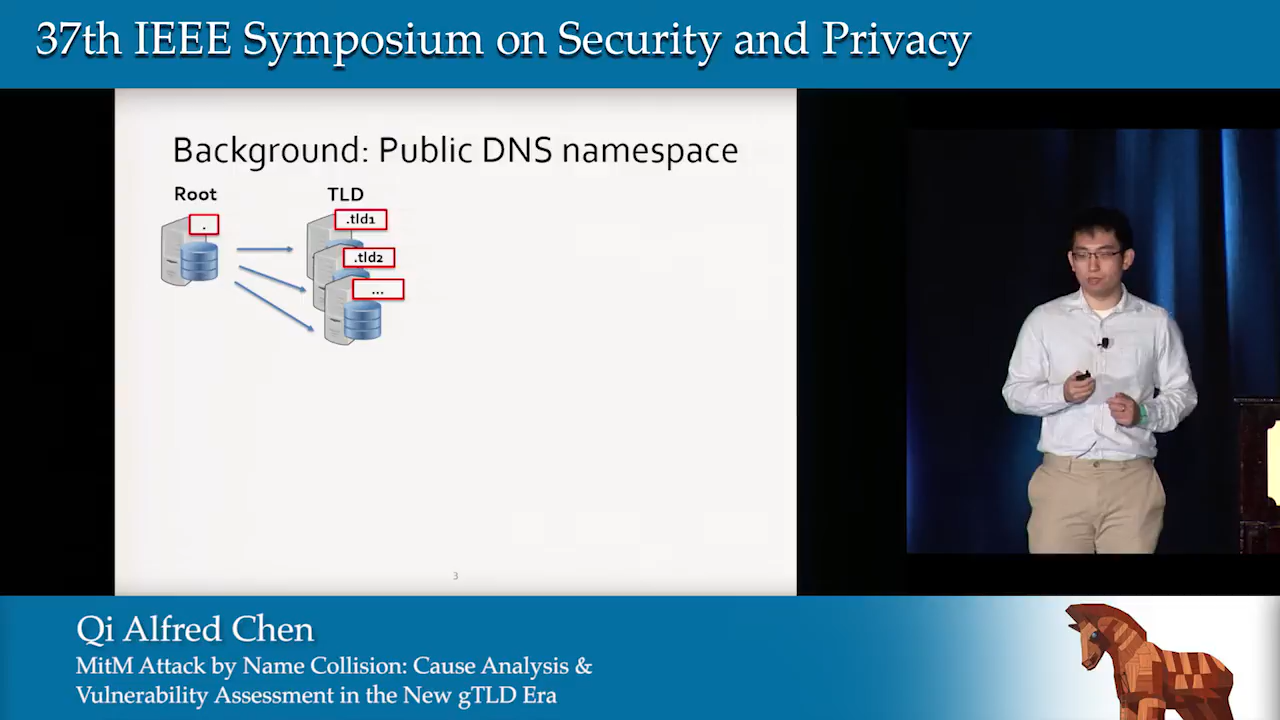 37th IEEE Symposium on Security and Privacy
Background: Public DNS namespace
Root
TLD
.
.tld1
.tld2
...
3
Qi Alfred Chen
MitM Attack by Name Collision: Cause Analysis &
Vulnerability Assessment in the New gTLD Era